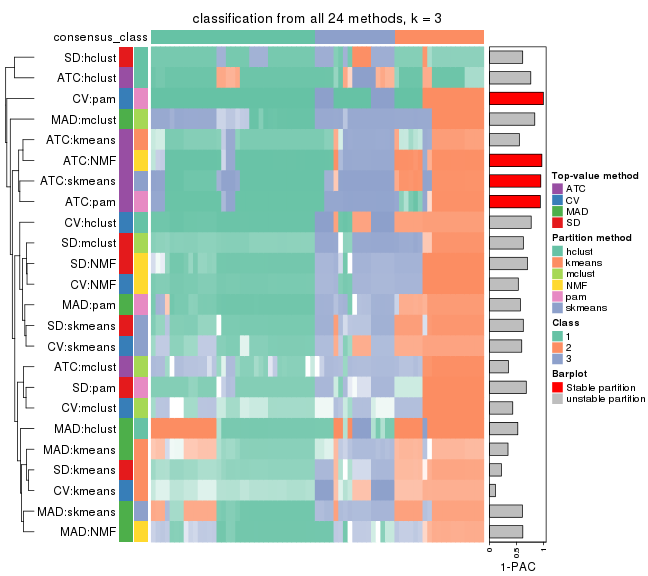 classification from all 24 methods, k = 3
consensus_class
SD:hclust
ATC:hclust
CV:pam
MAD:mclust
ATC:kmeans
ATC:NMF
ATC:skmeans
ATC:pam
CV:hclust
SD:mclust
SD:NMF
CV:NMF
MAD:pam
SD:skmeans
CV:skmeans
ATC:mclust
SD:pam
CV:mclust
MAD:hclust
MAD:kmeans
SD:kmeans
CV:kmeans
MAD:skmeans
MAD:NMF
0 0.5 1
1-PAC
Top-value method
ATC
CV
MAD
SD
Partition method
hclust
kmeans
mclust
NMF
pam
skmeans
Class
1
2
3
Barplot
Stable partition
unstable partition